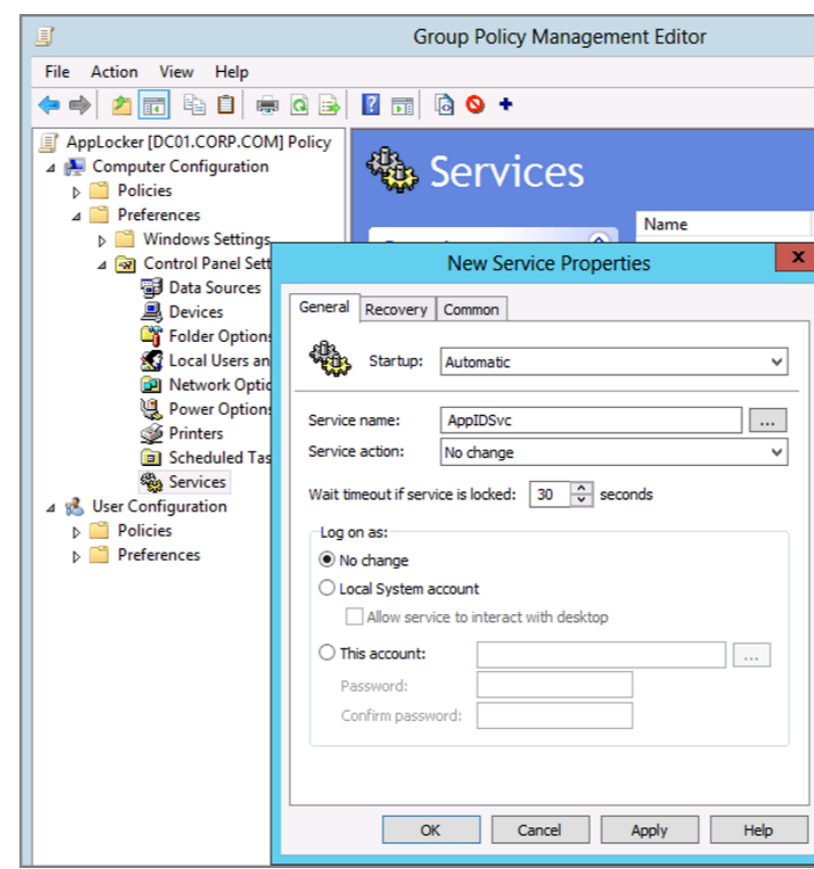 Group Policy Management Editor
File Action View Help
AppLocker [DC01.CORP.COM] Policy
Computer Configuration
Policies
Preferences
Windows Settings
Control Panel Sett
Data Sources
Devices
Folder Option
Local Users an
Network Optic
Power Option
Printers
Scheduled Tas
Services
User Configuration
Policies
Preferences
Services
Name
New Service Properties
X
General Recovery Common
Startup: Automatic
Service name: AppIDSvc ...
Service action: No change
Wait timeout if service is locked: 30 seconds
Log on as:
No change
Local System account
Allow service to interact with desktop
This account: ...
Password:
Confirm password:
OK Cancel Apply Help